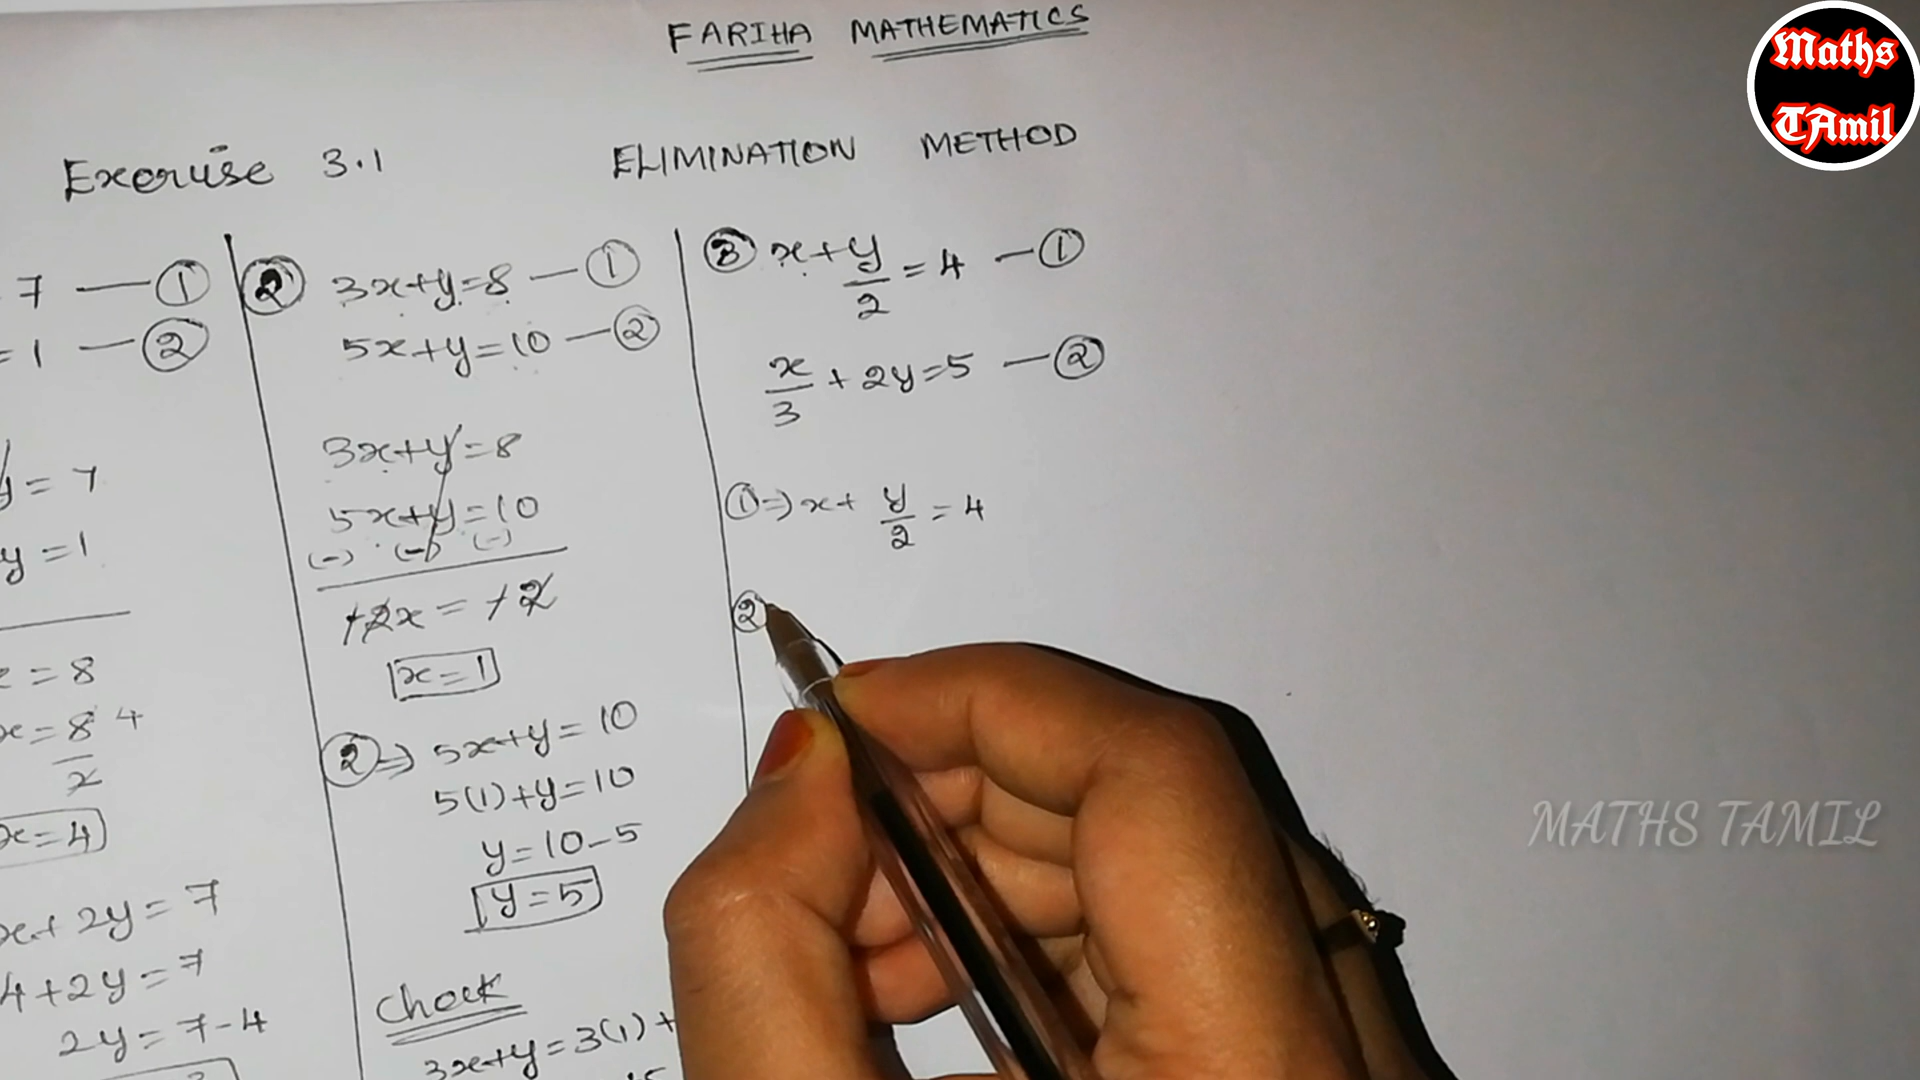 FARIHA MATHEMATICS
Maths
TAmil
Exercise 3.1 ELIMINATION METHOD
7 — ①
= 1 — ②
y = 7
y = 1
= 8
x = 8 4
2
x = 4
x + 2y = 7
4 + 2y = 7
2y = 7 - 4
② 3x + y = 8 — ①
5x + y = 10 — ②
3x + y = 8
5x + y = 10
(-) (-) (-)
+2x = +2
x = 1
② ⇒ 5x + y = 10
5(1) + y = 10
y = 10 - 5
y = 5
Check
3x + y = 3(1) +
③ x + y/2 = 4 — ①
x/3 + 2y = 5 — ②
① ⇒ x + y/2 = 4
②
MATHS TAMIL